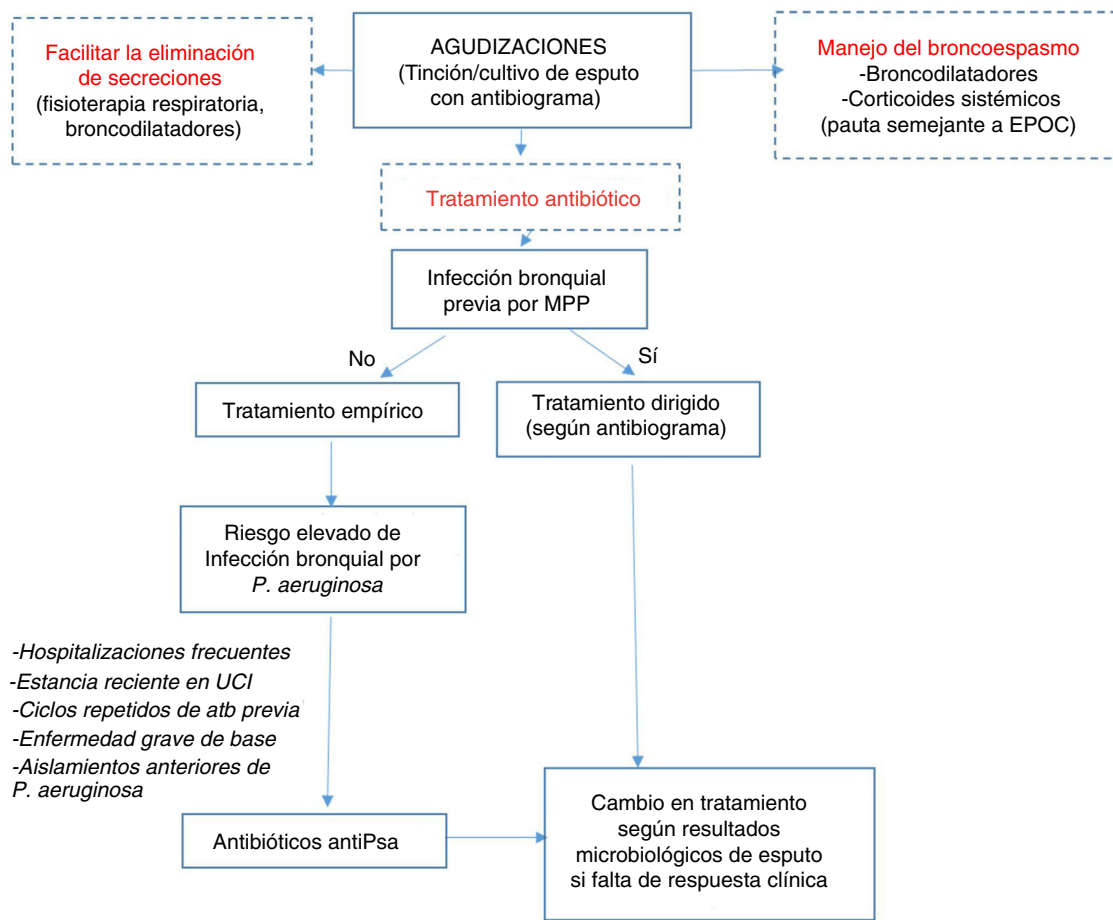 Facilitar la eliminación
de secreciones
(fisioterapia respiratoria,
broncodilatadores)
AGUDIZACIONES
(Tinción/cultivo de esputo
con antibiograma)
Manejo del broncoespasmo
-Broncodilatadores
-Corticoides sistémicos
(pauta semejante a EPOC)
Tratamiento antibiótico
Infección bronquial
previa por MPP
No
Sí
Tratamiento empírico
Tratamiento dirigido
(según antibiograma)
Riesgo elevado de
Infección bronquial por
P. aeruginosa
-Hospitalizaciones frecuentes
-Estancia reciente en UCI
-Ciclos repetidos de atb previa
-Enfermedad grave de base
-Aislamientos anteriores de
P. aeruginosa
Antibióticos antiPsa
Cambio en tratamiento
según resultados
microbiológicos de esputo
si falta de respuesta clínica